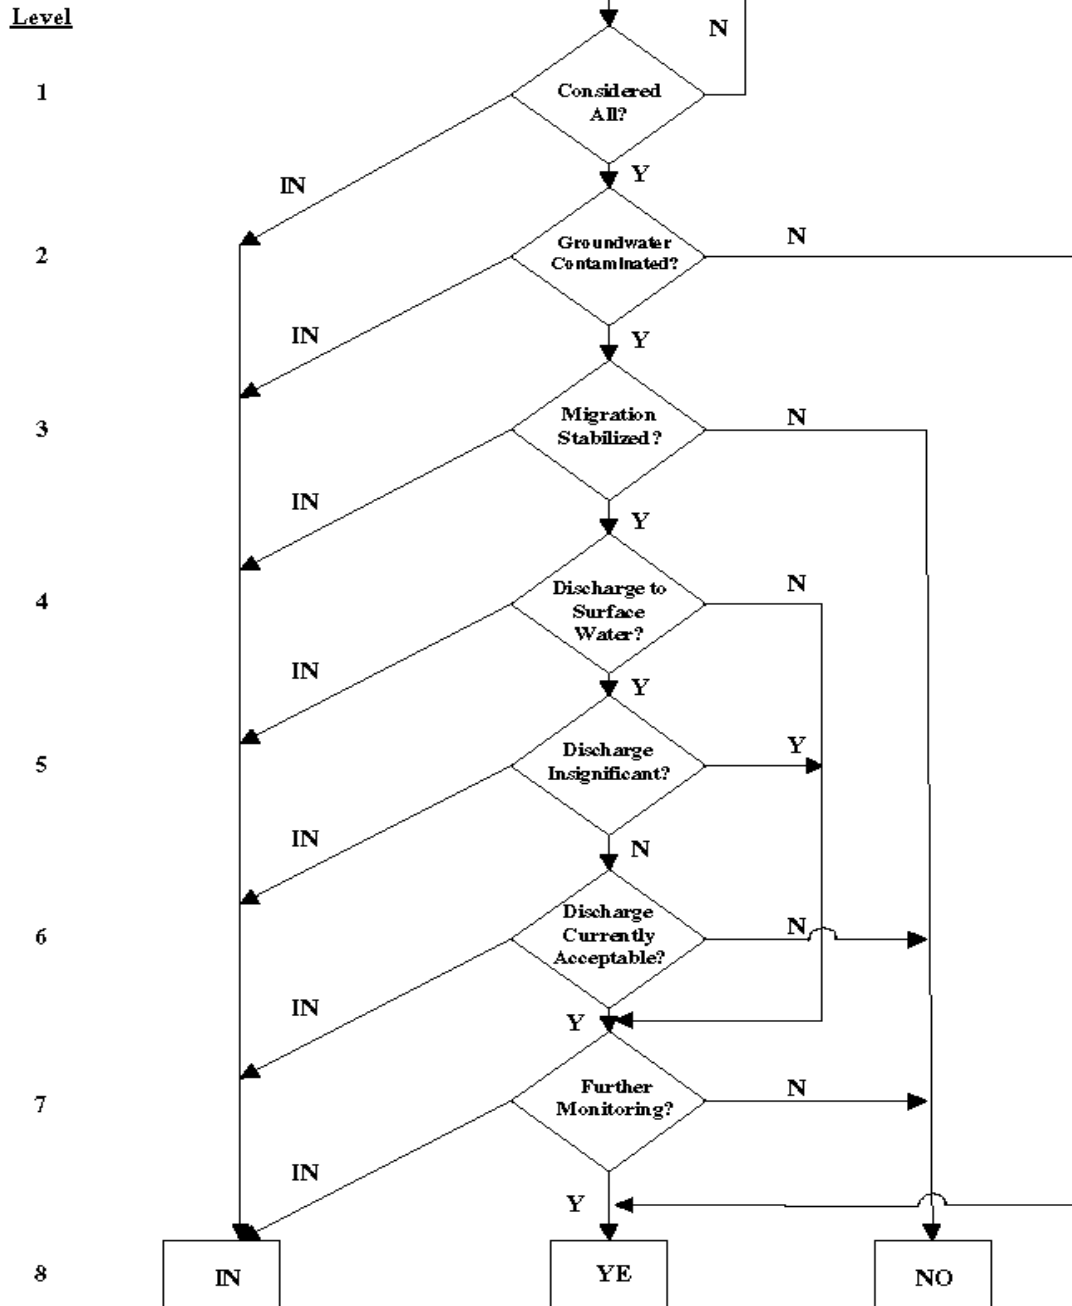 Level
N
1
Considered
All?
IN
Y
2
Groundwater
Contaminated?
N
IN
Y
3
Migration
Stabilized?
N
IN
Y
4
Discharge to
Surface
Water?
N
IN
Y
5
Discharge
Insignificant?
Y
IN
N
6
Discharge
Currently
Acceptable?
N
IN
Y
7
Further
Monitoring?
N
IN
Y
8
IN
YE
NO